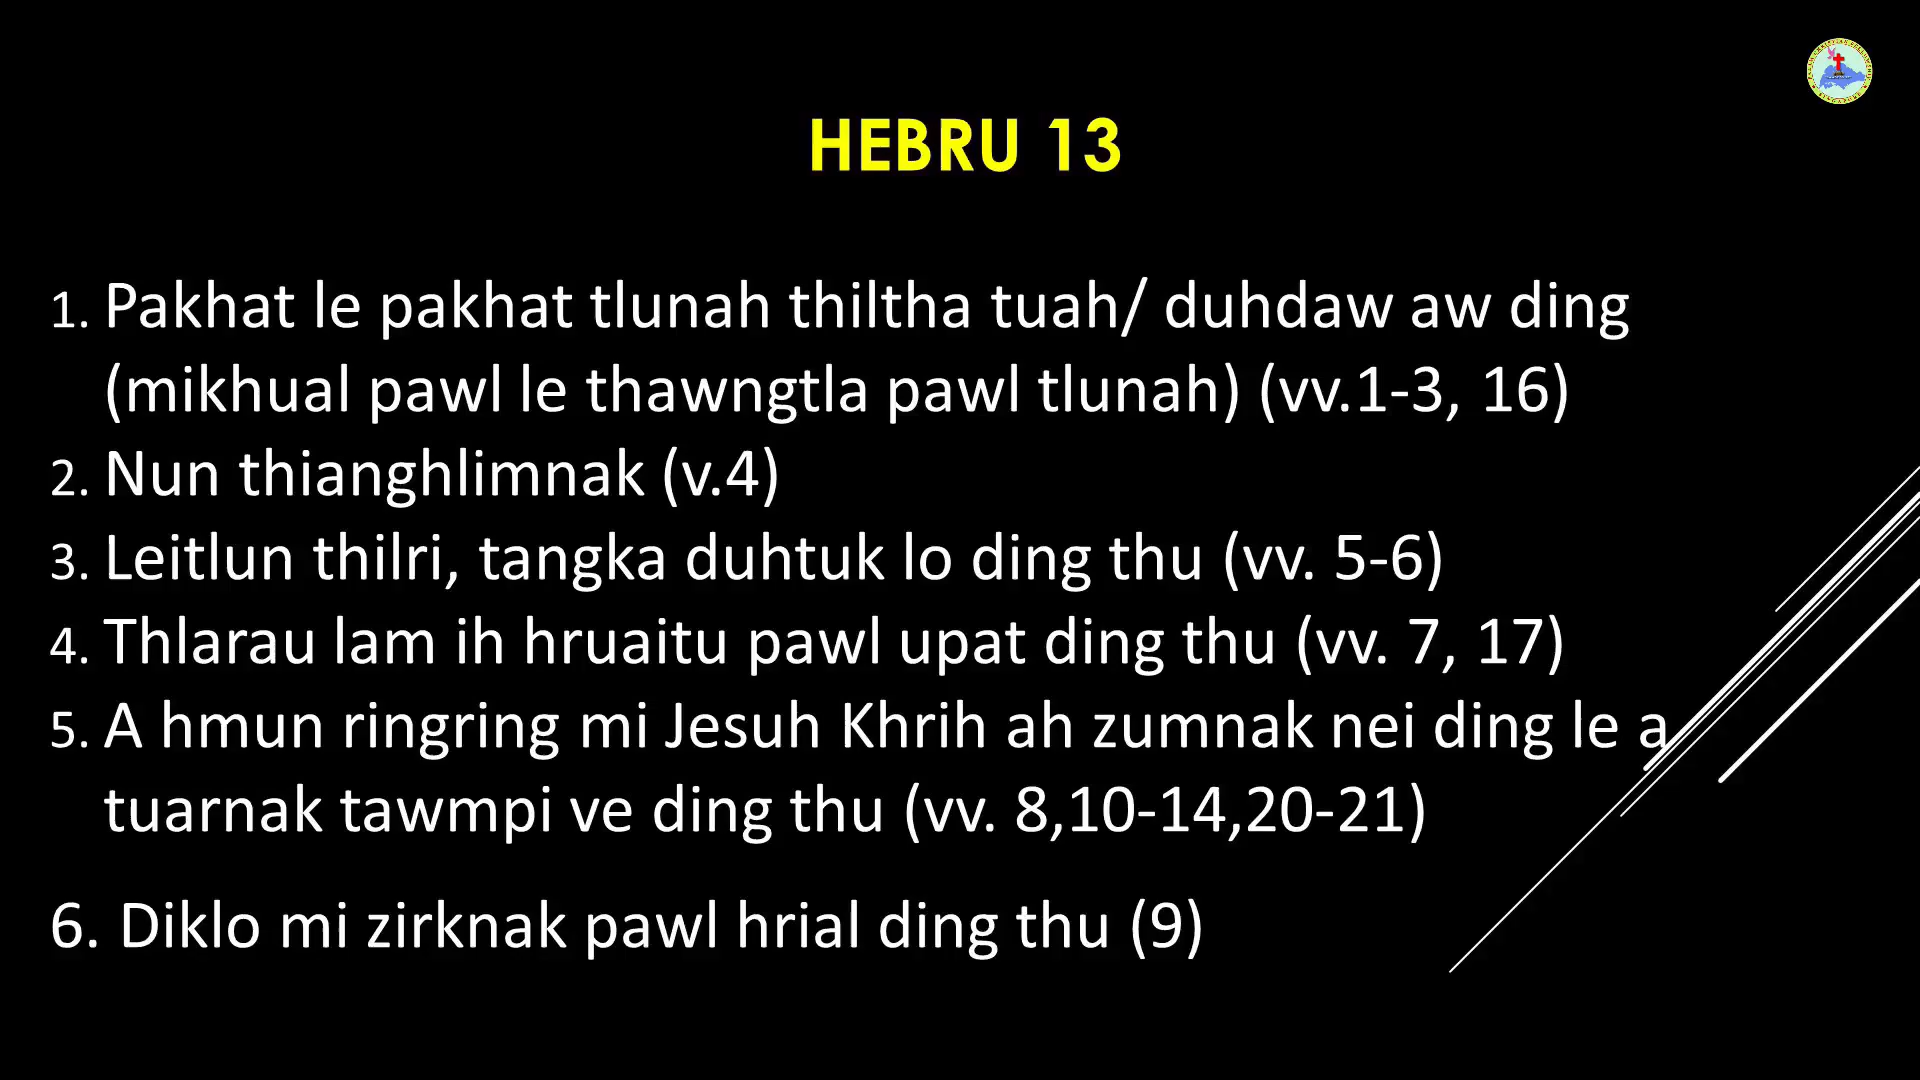 HEBRU 13
1. Pakhat le pakhat tlunah thiltha tuah/ duhdaw aw ding
(mikhual pawl le thawngtla pawl tlunah) (vv.1-3, 16)
2. Nun thianghlimnak (v.4)
3. Leitlun thilri, tangka duhtuk lo ding thu (vv. 5-6)
4. Thlarau lam ih hruaitu pawl upat ding thu (vv. 7, 17)
5. A hmun ringring mi Jesuh Khrih ah zumnak nei ding le a
tuarnak tawmpi ve ding thu (vv. 8,10-14,20-21)
6. Diklo mi zirknak pawl hrial ding thu (9)